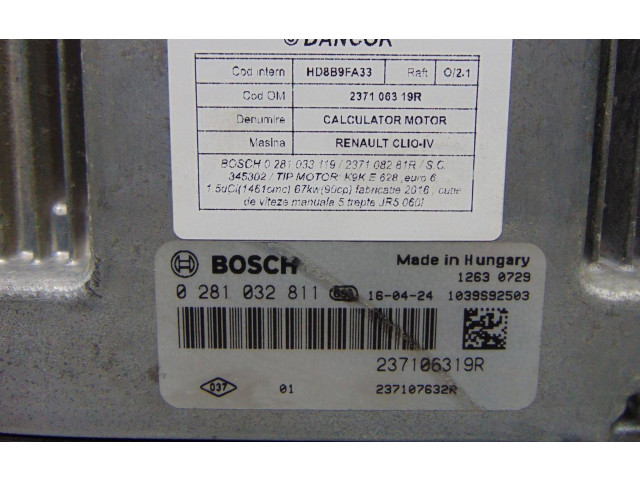 © DANCOR
Cod intern HD8B9FA33 Raft O/2.1
Cod OM 2371 063 19R
Denumire CALCULATOR MOTOR
Masina RENAULT CLIO-IV
BOSCH 0 281 033 119 / 2371 082 81R / S.C.
345302 / TIP MOTOR: K9K E 628 ,euro 6,
1.5dCI(1461cmc) 67kw(90cp) fabricatie 2016 , cutie
de viteze manuala 5 trepte JR5 060I
BOSCH Made in Hungary
1263 0729
0 281 032 811 16-04-24 1039S92503
237106319R
037 01 237107632R